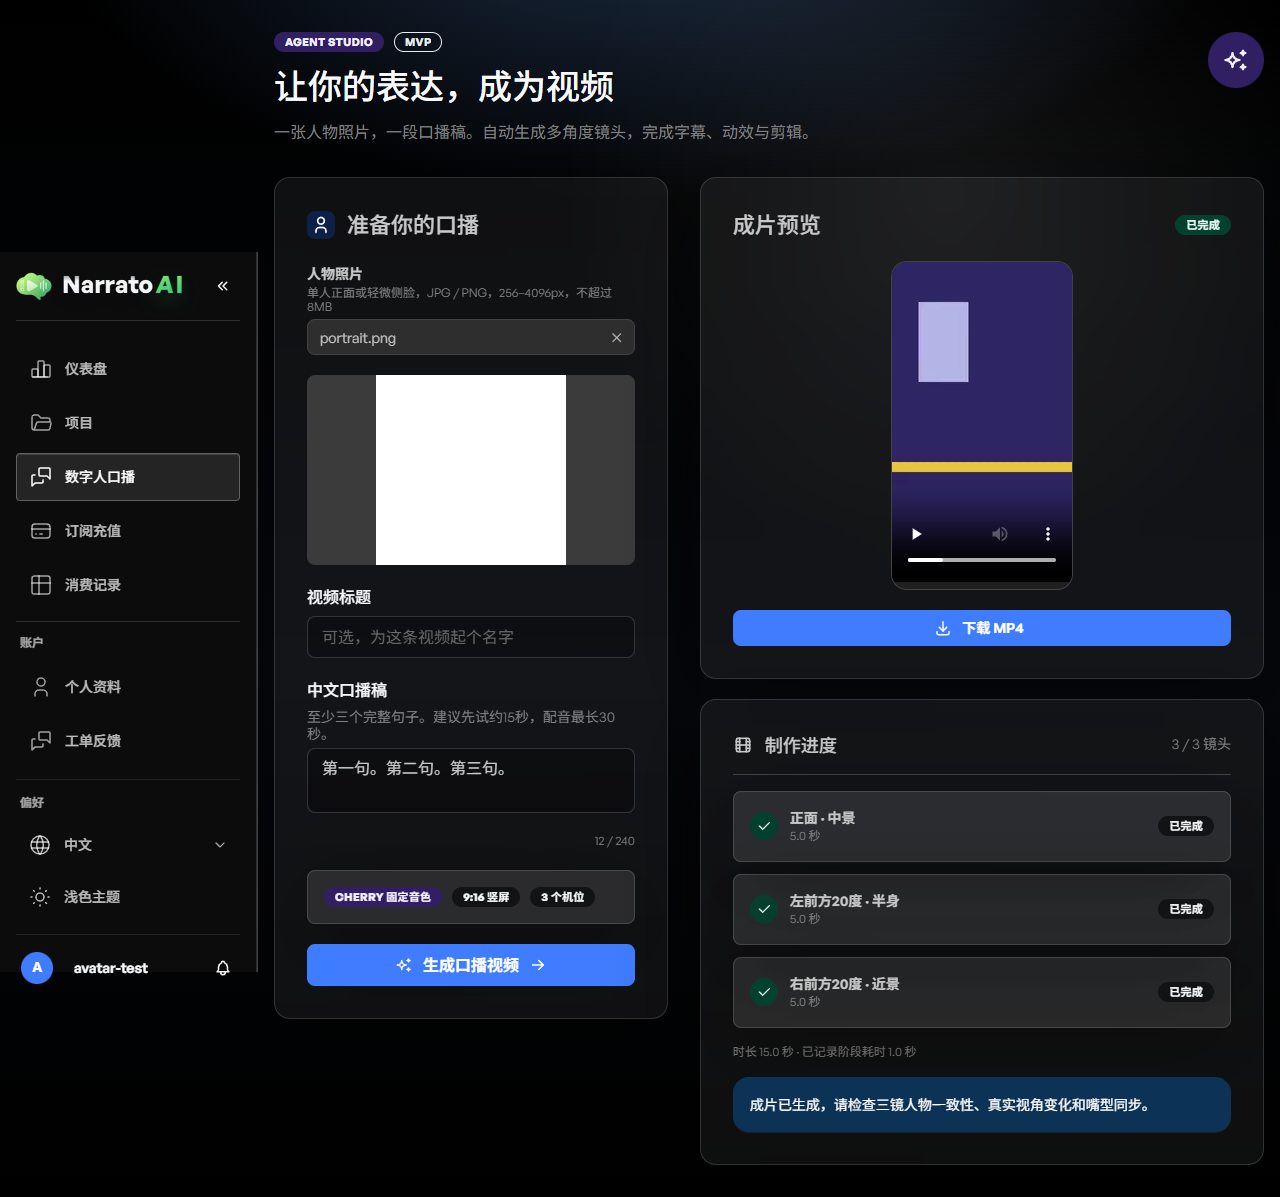 AGENT STUDIO
MVP
让你的表达，成为视频
一张人物照片，一段口播稿。自动生成多角度镜头，完成字幕、动效与剪辑。
NarratoAI
仪表盘
项目
数字人口播
订阅充值
消费记录
账户
个人资料
工单反馈
偏好
中文
浅色主题
A
avatar-test
准备你的口播
人物照片
单人正面或轻微侧脸，JPG / PNG，256–4096px，不超过
8MB
portrait.png
视频标题
可选，为这条视频起个名字
中文口播稿
至少三个完整句子。建议先试约15秒，配音最长30
秒。
第一句。第二句。第三句。
12 / 240
CHERRY 固定音色
9:16 竖屏
3 个机位
生成口播视频
成片预览
已完成
下载 MP4
制作进度
3 / 3 镜头
正面 · 中景
5.0 秒
已完成
左前方20度 · 半身
5.0 秒
已完成
右前方20度 · 近景
5.0 秒
已完成
时长 15.0 秒 · 已记录阶段耗时 1.0 秒
成片已生成，请检查三镜人物一致性、真实视角变化和嘴型同步。